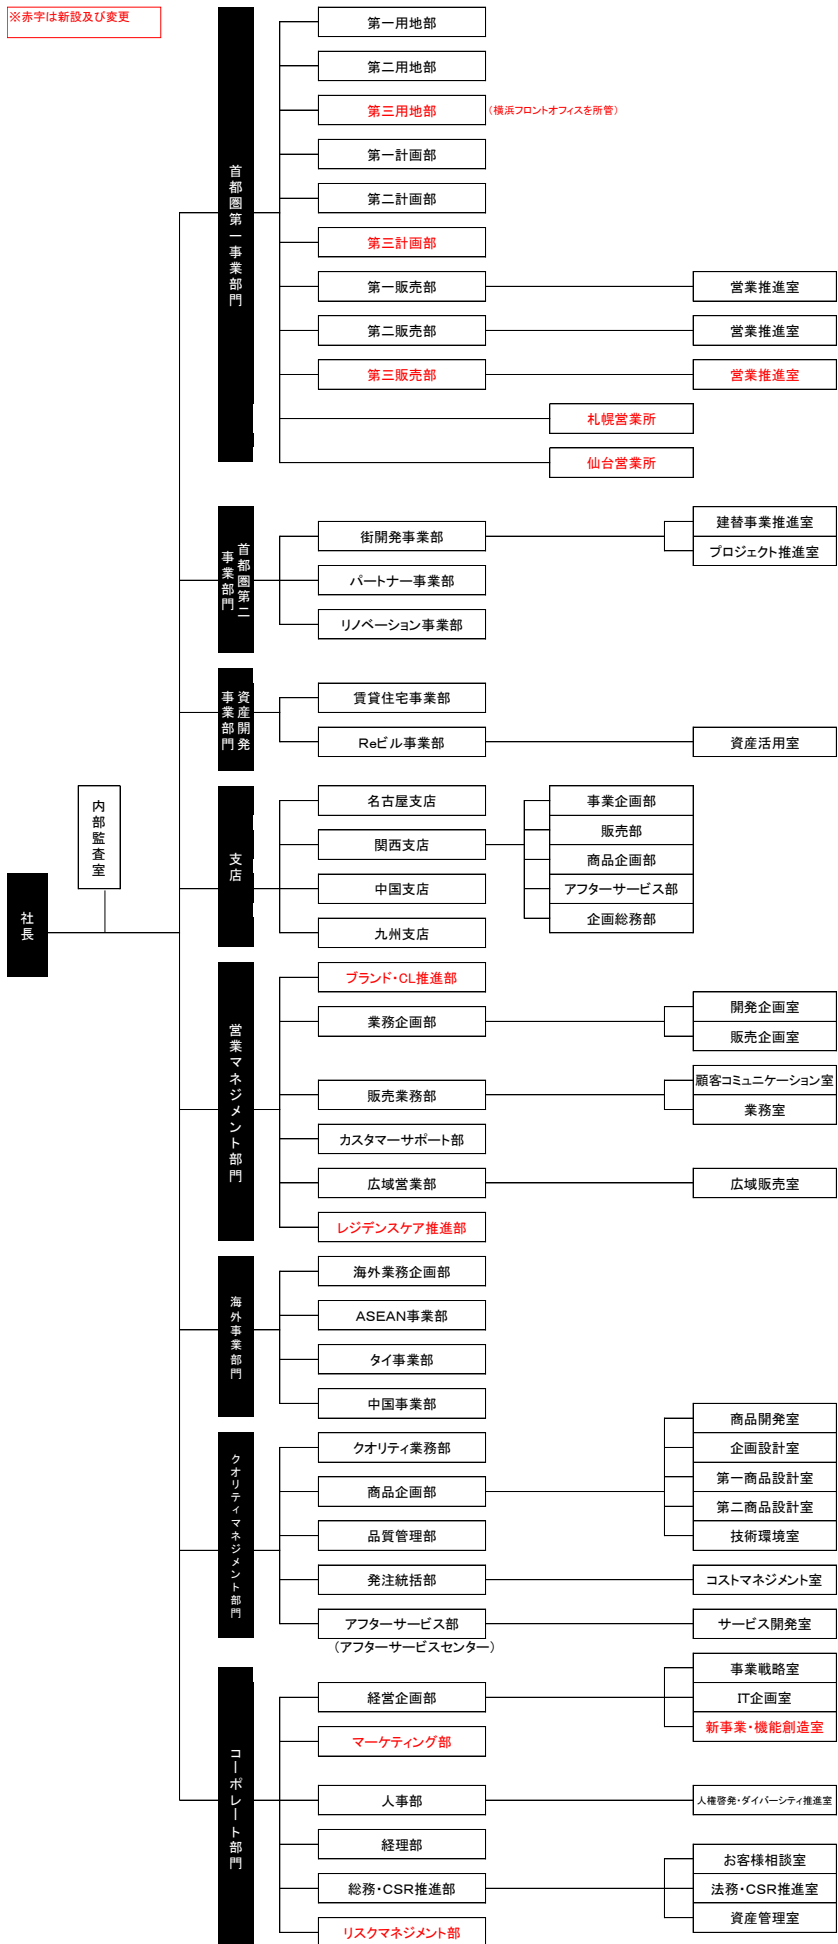 ※赤字は新設及び変更
社長
内部監査室
首都圏第一事業部門
第一用地部
第二用地部
第三用地部
(横浜フロントオフィスを所管)
第一計画部
第二計画部
第三計画部
第一販売部
営業推進室
第二販売部
営業推進室
第三販売部
営業推進室
札幌営業所
仙台営業所
首都圏第二
事業部門
街開発事業部
建替事業推進室
プロジェクト推進室
パートナー事業部
リノベーション事業部
資産開発
事業部門
賃貸住宅事業部
Reビル事業部
資産活用室
支店
名古屋支店
関西支店
事業企画部
販売部
商品企画部
アフターサービス部
企画総務部
中国支店
九州支店
営業マネジメント部門
ブランド・CL推進部
業務企画部
開発企画室
販売企画室
販売業務部
顧客コミュニケーション室
業務室
カスタマーサポート部
広域営業部
広域販売室
レジデンスケア推進部
海外事業部門
海外業務企画部
ASEAN事業部
タイ事業部
中国事業部
クオリティマネジメント部門
クオリティ業務部
商品企画部
商品開発室
企画設計室
第一商品設計室
第二商品設計室
技術環境室
品質管理部
発注統括部
コストマネジメント室
アフターサービス部
(アフターサービスセンター)
サービス開発室
コーポレート部門
経営企画部
事業戦略室
IT企画室
新事業・機能創造室
マーケティング部
人事部
人権啓発・ダイバーシティ推進室
経理部
総務・CSR推進部
お客様相談室
法務・CSR推進室
資産管理室
リスクマネジメント部